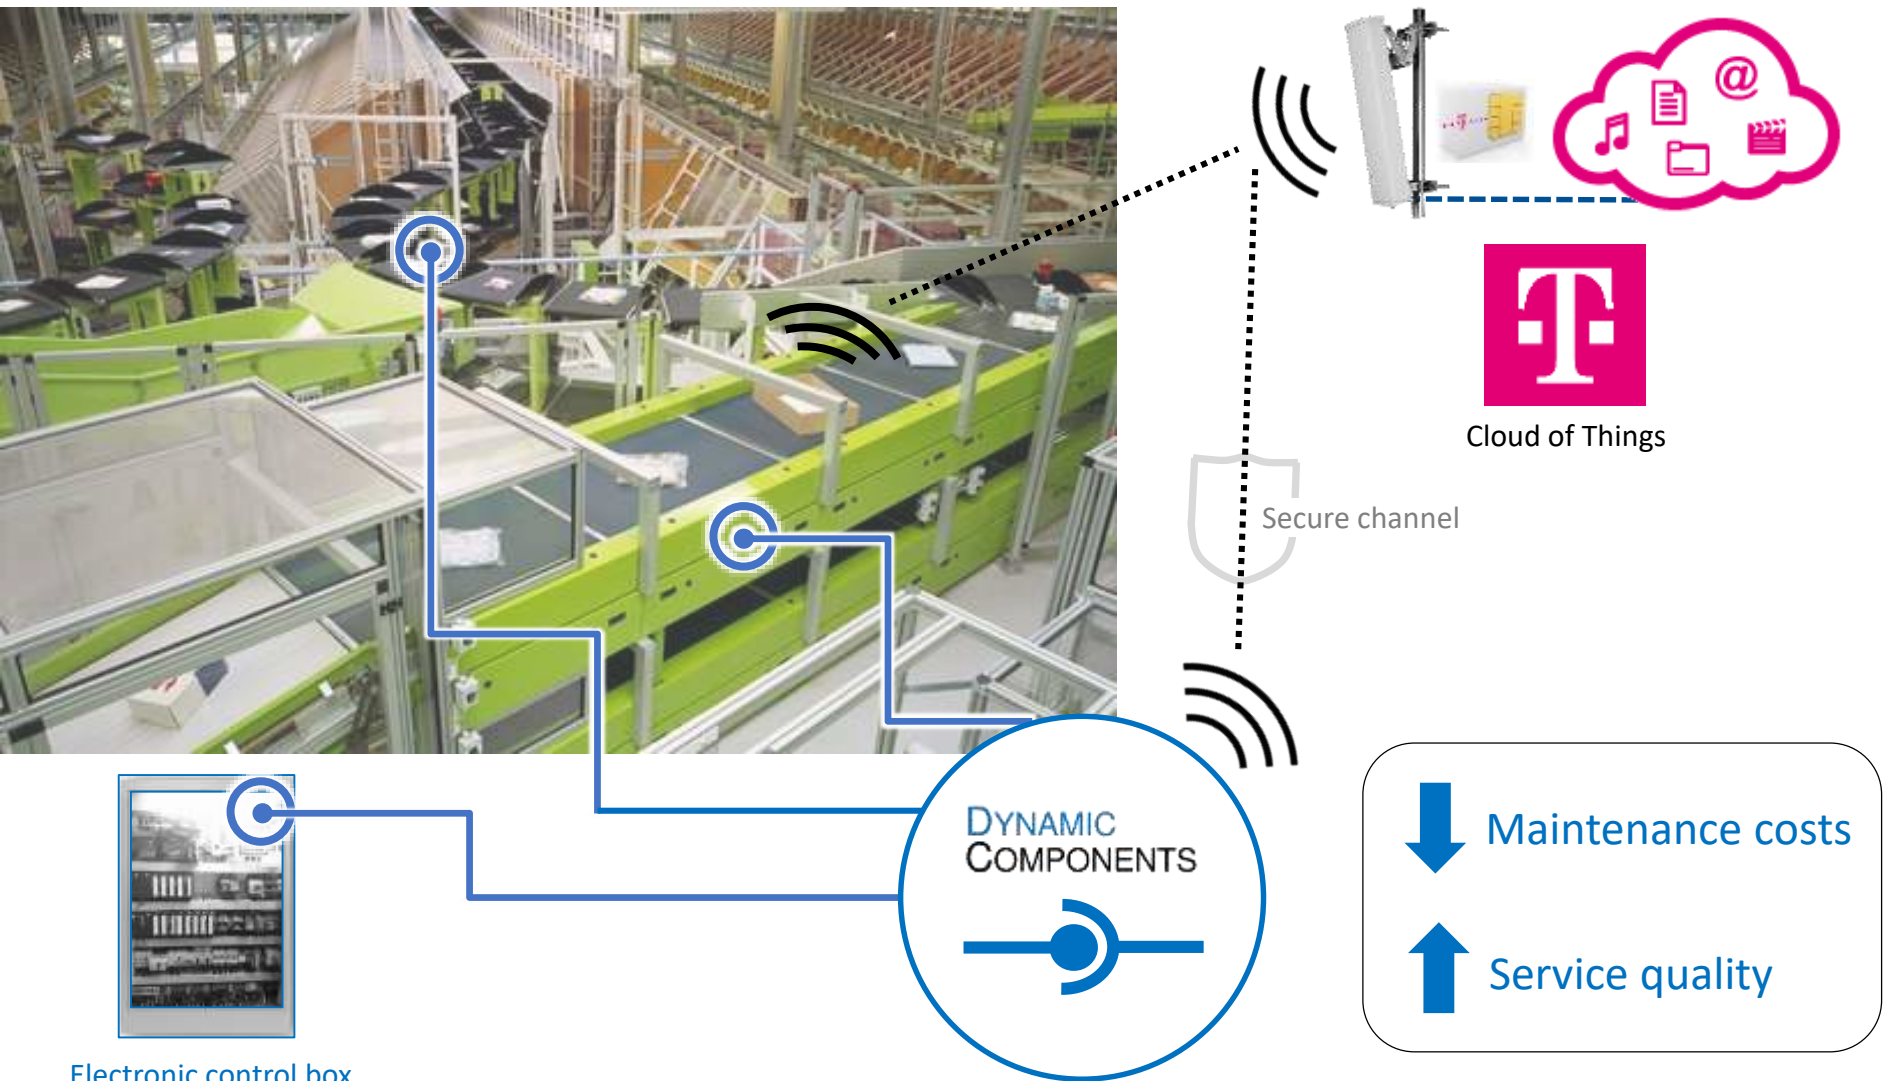 @
T
Cloud of Things
Secure channel
DYNAMIC
COMPONENTS
Maintenance costs
Service quality
Electronic control box